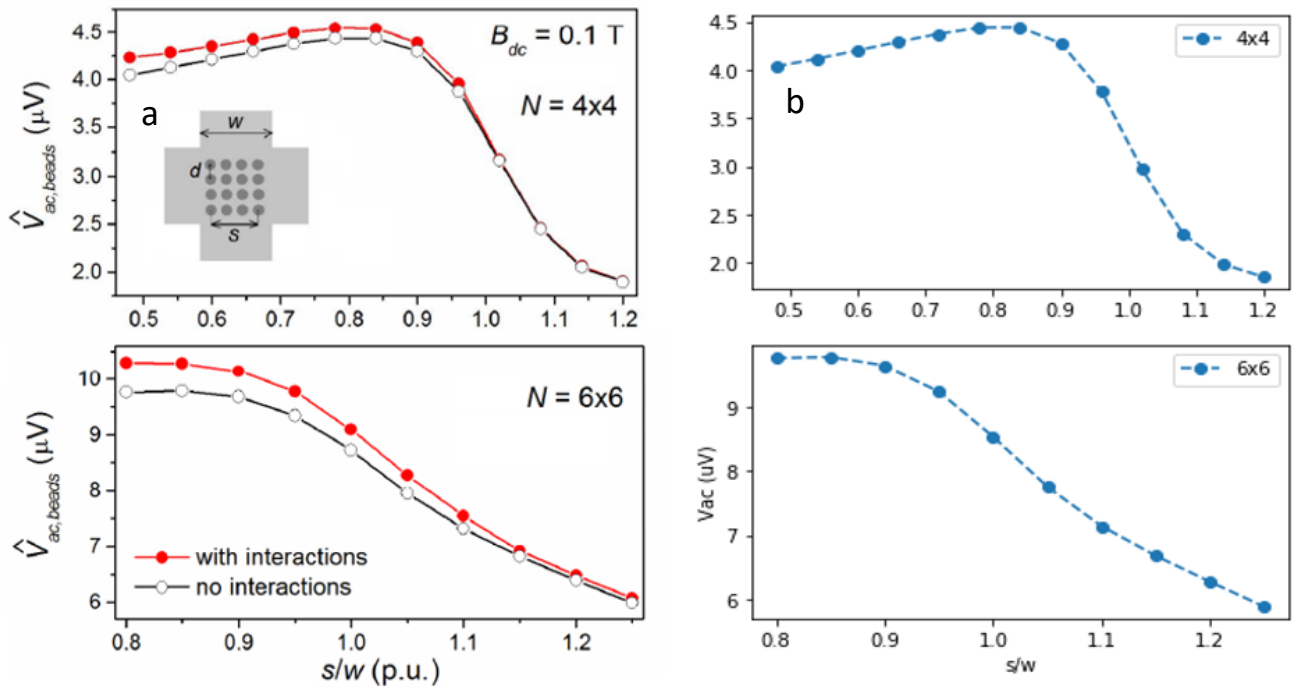 4.5
4.0
3.5
3.0
2.5
2.0
V̂ac,beads (μV)
a
Bdc = 0.1 T
N = 4x4
w
d
s
0.5 0.6 0.7 0.8 0.9 1.0 1.1 1.2
b
4x4
4.5
4.0
3.5
3.0
2.5
2.0
0.5 0.6 0.7 0.8 0.9 1.0 1.1 1.2
10
9
8
7
6
V̂ac,beads (μV)
N = 6x6
with interactions
no interactions
0.8 0.9 1.0 1.1 1.2
s/w (p.u.)
6x6
9
8
7
6
Vac (uV)
0.8 0.9 1.0 1.1 1.2
s/w